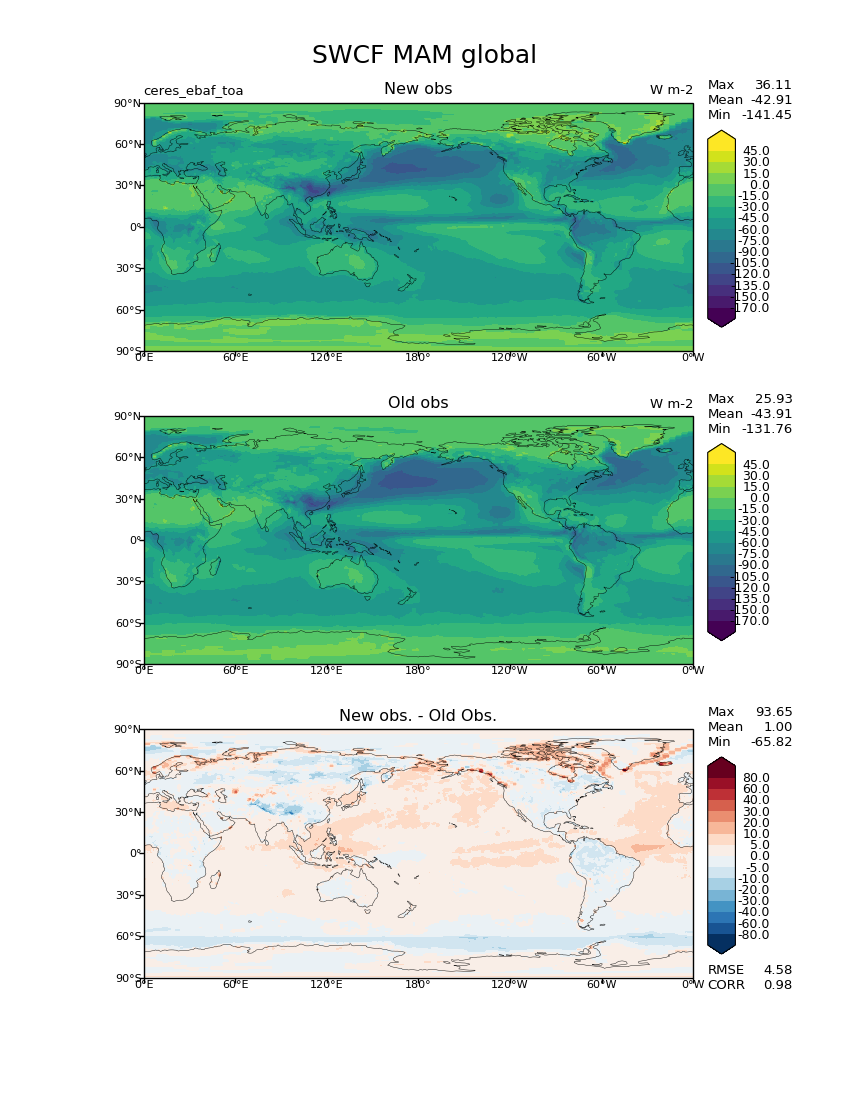 SWCF MAM global
ceres_ebaf_toa New obs W m-2
Max 36.11
Mean -42.91
Min -141.45
90°N
60°N
30°N
0°
30°S
60°S
90°S
0°E 60°E 120°E 180° 120°W 60°W 0°W
45.0
30.0
15.0
0.0
-15.0
-30.0
-45.0
-60.0
-75.0
-90.0
-105.0
-120.0
-135.0
-150.0
-170.0
Old obs W m-2
Max 25.93
Mean -43.91
Min -131.76
90°N
60°N
30°N
0°
30°S
60°S
90°S
0°E 60°E 120°E 180° 120°W 60°W 0°W
45.0
30.0
15.0
0.0
-15.0
-30.0
-45.0
-60.0
-75.0
-90.0
-105.0
-120.0
-135.0
-150.0
-170.0
New obs. - Old Obs.
Max 93.65
Mean 1.00
Min -65.82
90°N
60°N
30°N
0°
30°S
60°S
90°S
0°E 60°E 120°E 180° 120°W 60°W 0°W
80.0
60.0
40.0
30.0
20.0
10.0
5.0
0.0
-5.0
-10.0
-20.0
-30.0
-40.0
-60.0
-80.0
RMSE 4.58
CORR 0.98